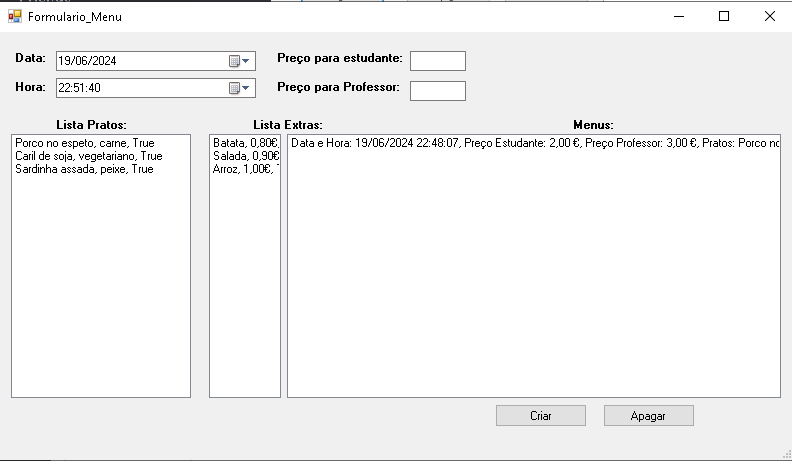 Formulario_Menu
Data: 19/06/2024 Preço para estudante:
Hora: 22:51:40 Preço para Professor:
Lista Pratos: Lista Extras: Menus:
Porco no espeto, carne, True
Caril de soja, vegetariano, True
Sardinha assada, peixe, True
Batata, 0,80€,
Salada, 0,90€
Arroz, 1,00€,
Data e Hora: 19/06/2024 22:48:07, Preço Estudante: 2,00 €, Preço Professor: 3,00 €, Pratos: Porco
Criar Apagar